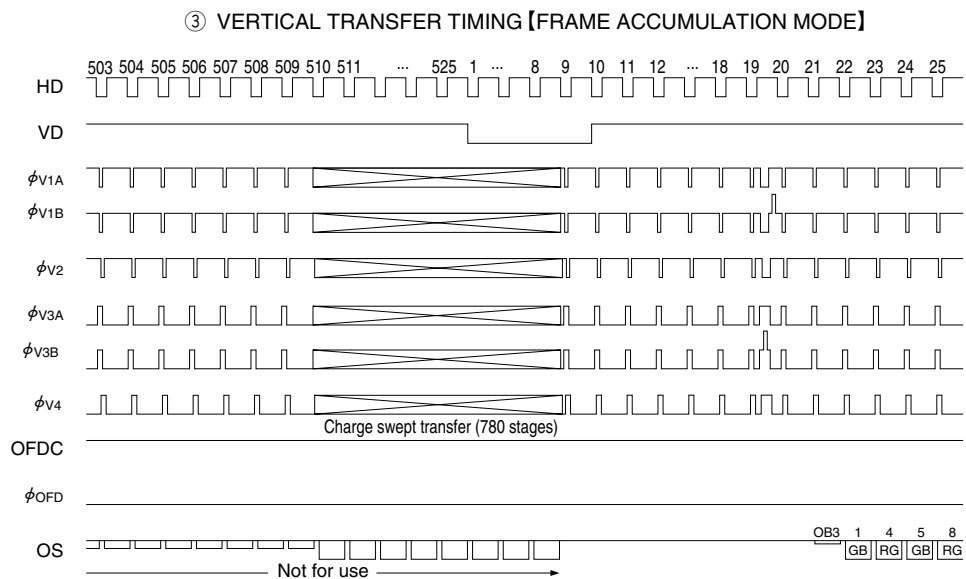 ③ VERTICAL TRANSFER TIMING【FRAME ACCUMULATION MODE】
503 504 505 506 507 508 509 510 511 ... 525 1 ... 8 9 10 11 12 ... 18 19 20 21 22 23 24 25
HD
VD
ϕV1A
ϕV1B
ϕV2
ϕV3A
ϕV3B
ϕV4
Charge swept transfer (780 stages)
OFDC
ϕOFD
OB3 1 4 5 8
OS
GB RG GB RG
Not for use